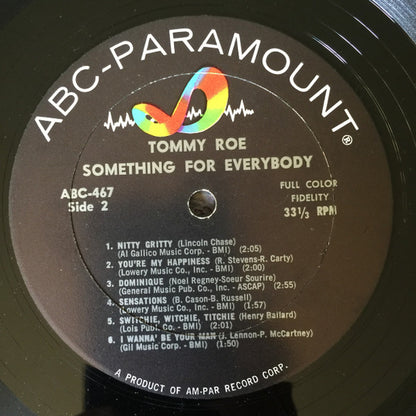 ABC-PARAMOUNT®
TOMMY ROE
SOMETHING FOR EVERYBODY
ABC-467
Side 2
FULL COLOR
FIDELITY
33⅓ RPM
1. NITTY GRITTY (Lincoln Chase)
(Al Gallico Music Corp. - BMI) (2:05)
2. YOU'RE MY HAPPINESS (R. Stevens-R. Carty)
(Lowery Music Co., Inc. - BMI) (2:00)
3. DOMINIQUE (Noel Regney-Soeur Sourire)
(General Music Pub. Co., Inc. - ASCAP) (2:55)
4. SENSATIONS (B. Cason-B. Russell)
(Lowery Music Co., Inc. - BMI) (1:57)
5. SWITCHIE, WITCHIE, TITCHIE (Henry Ballard)
(Lois Publ. Co. - BMI) (2:01)
6. I WANNA' BE YOUR MAN (J. Lennon-P. McCartney)
(Gil Music Corp. - BMI) (1:50)
A PRODUCT OF AM-PAR RECORD CORP.